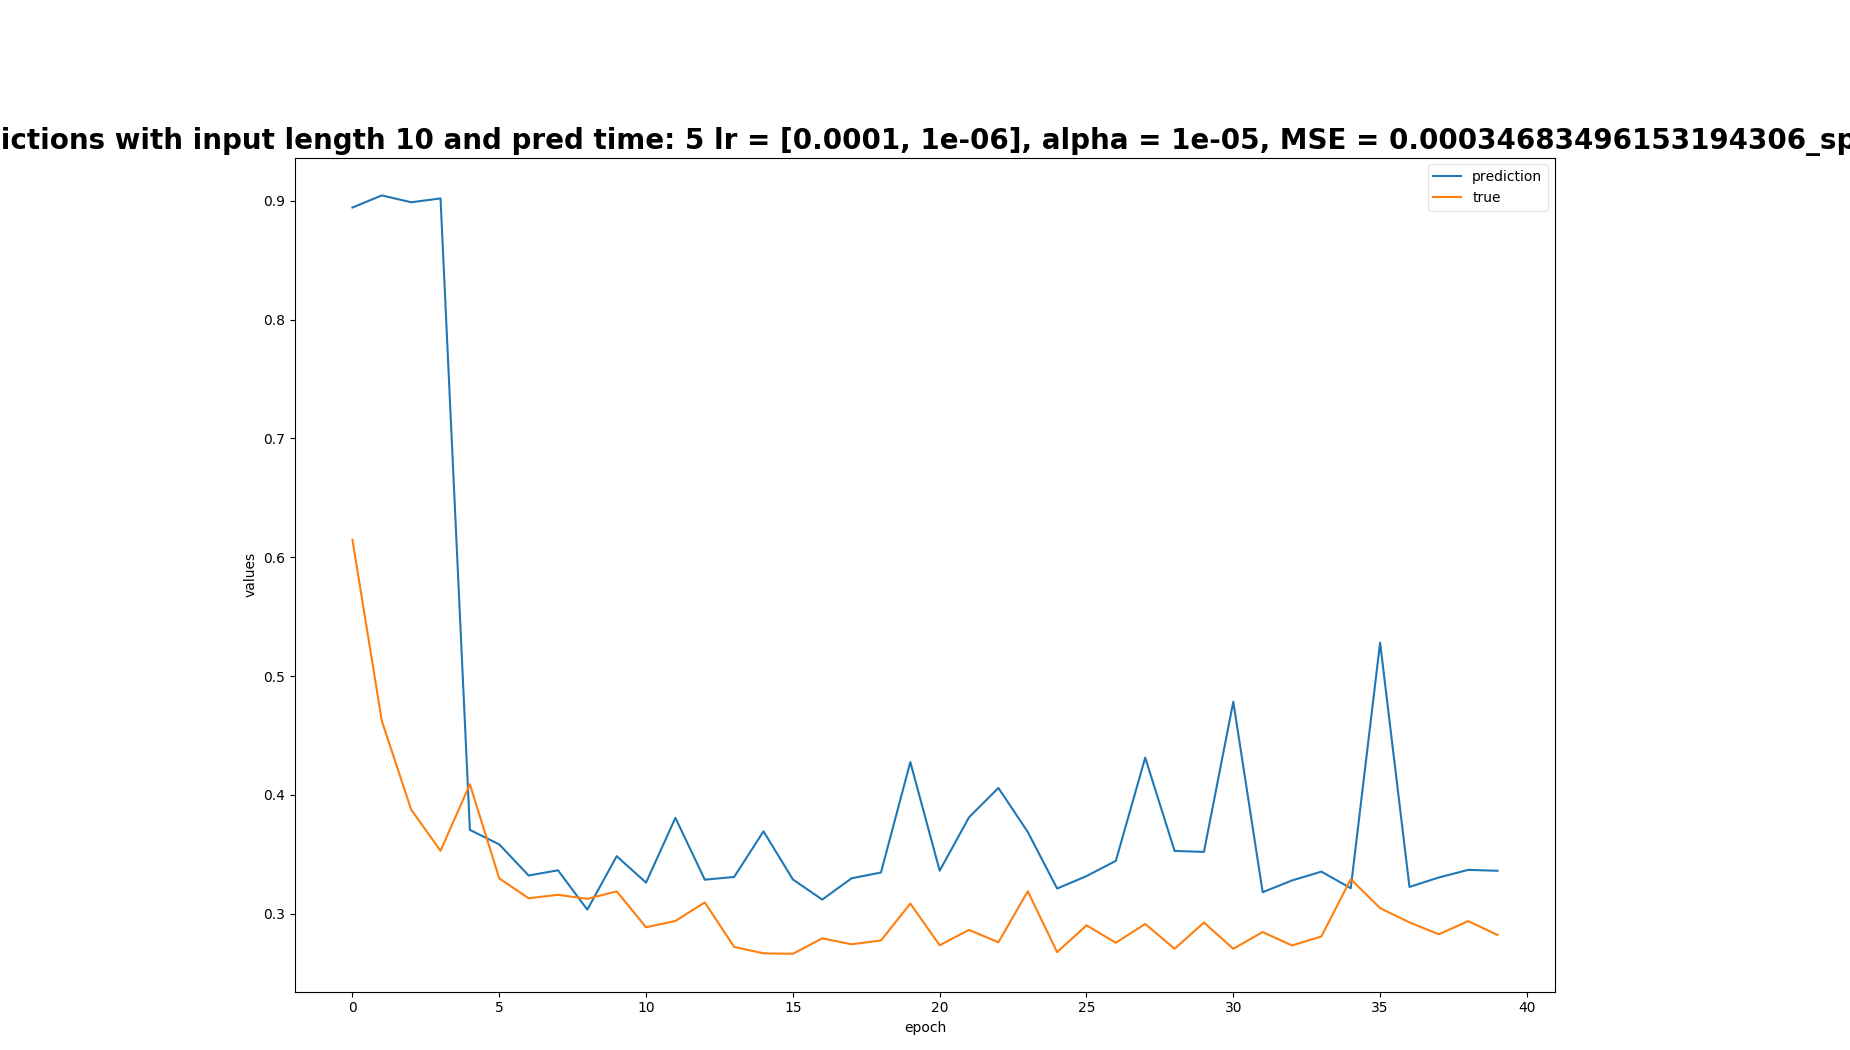 ictions with input length 10 and pred time: 5 lr = [0.0001, 1e-06], alpha = 1e-05, MSE = 0.00034683496153194306_sp
prediction
true
0.9
0.8
0.7
0.6
0.5
0.4
0.3
values
0 5 10 15 20 25 30 35 40
epoch